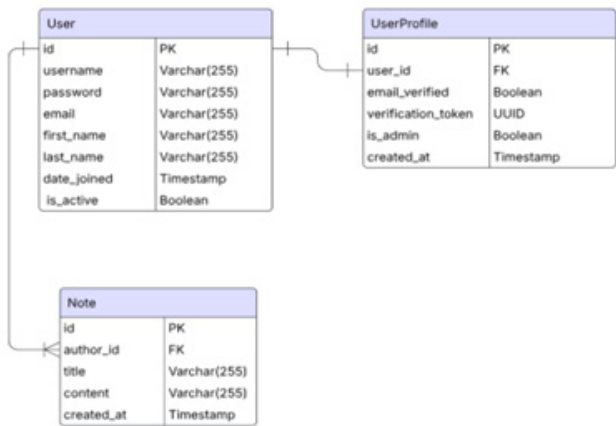 User
id PK
username Varchar(255)
password Varchar(255)
email Varchar(255)
first_name Varchar(255)
last_name Varchar(255)
date_joined Timestamp
is_active Boolean
UserProfile
id PK
user_id FK
email_verified Boolean
verification_token UUID
is_admin Boolean
created_at Timestamp
Note
id PK
author_id FK
title Varchar(255)
content Varchar(255)
created_at Timestamp